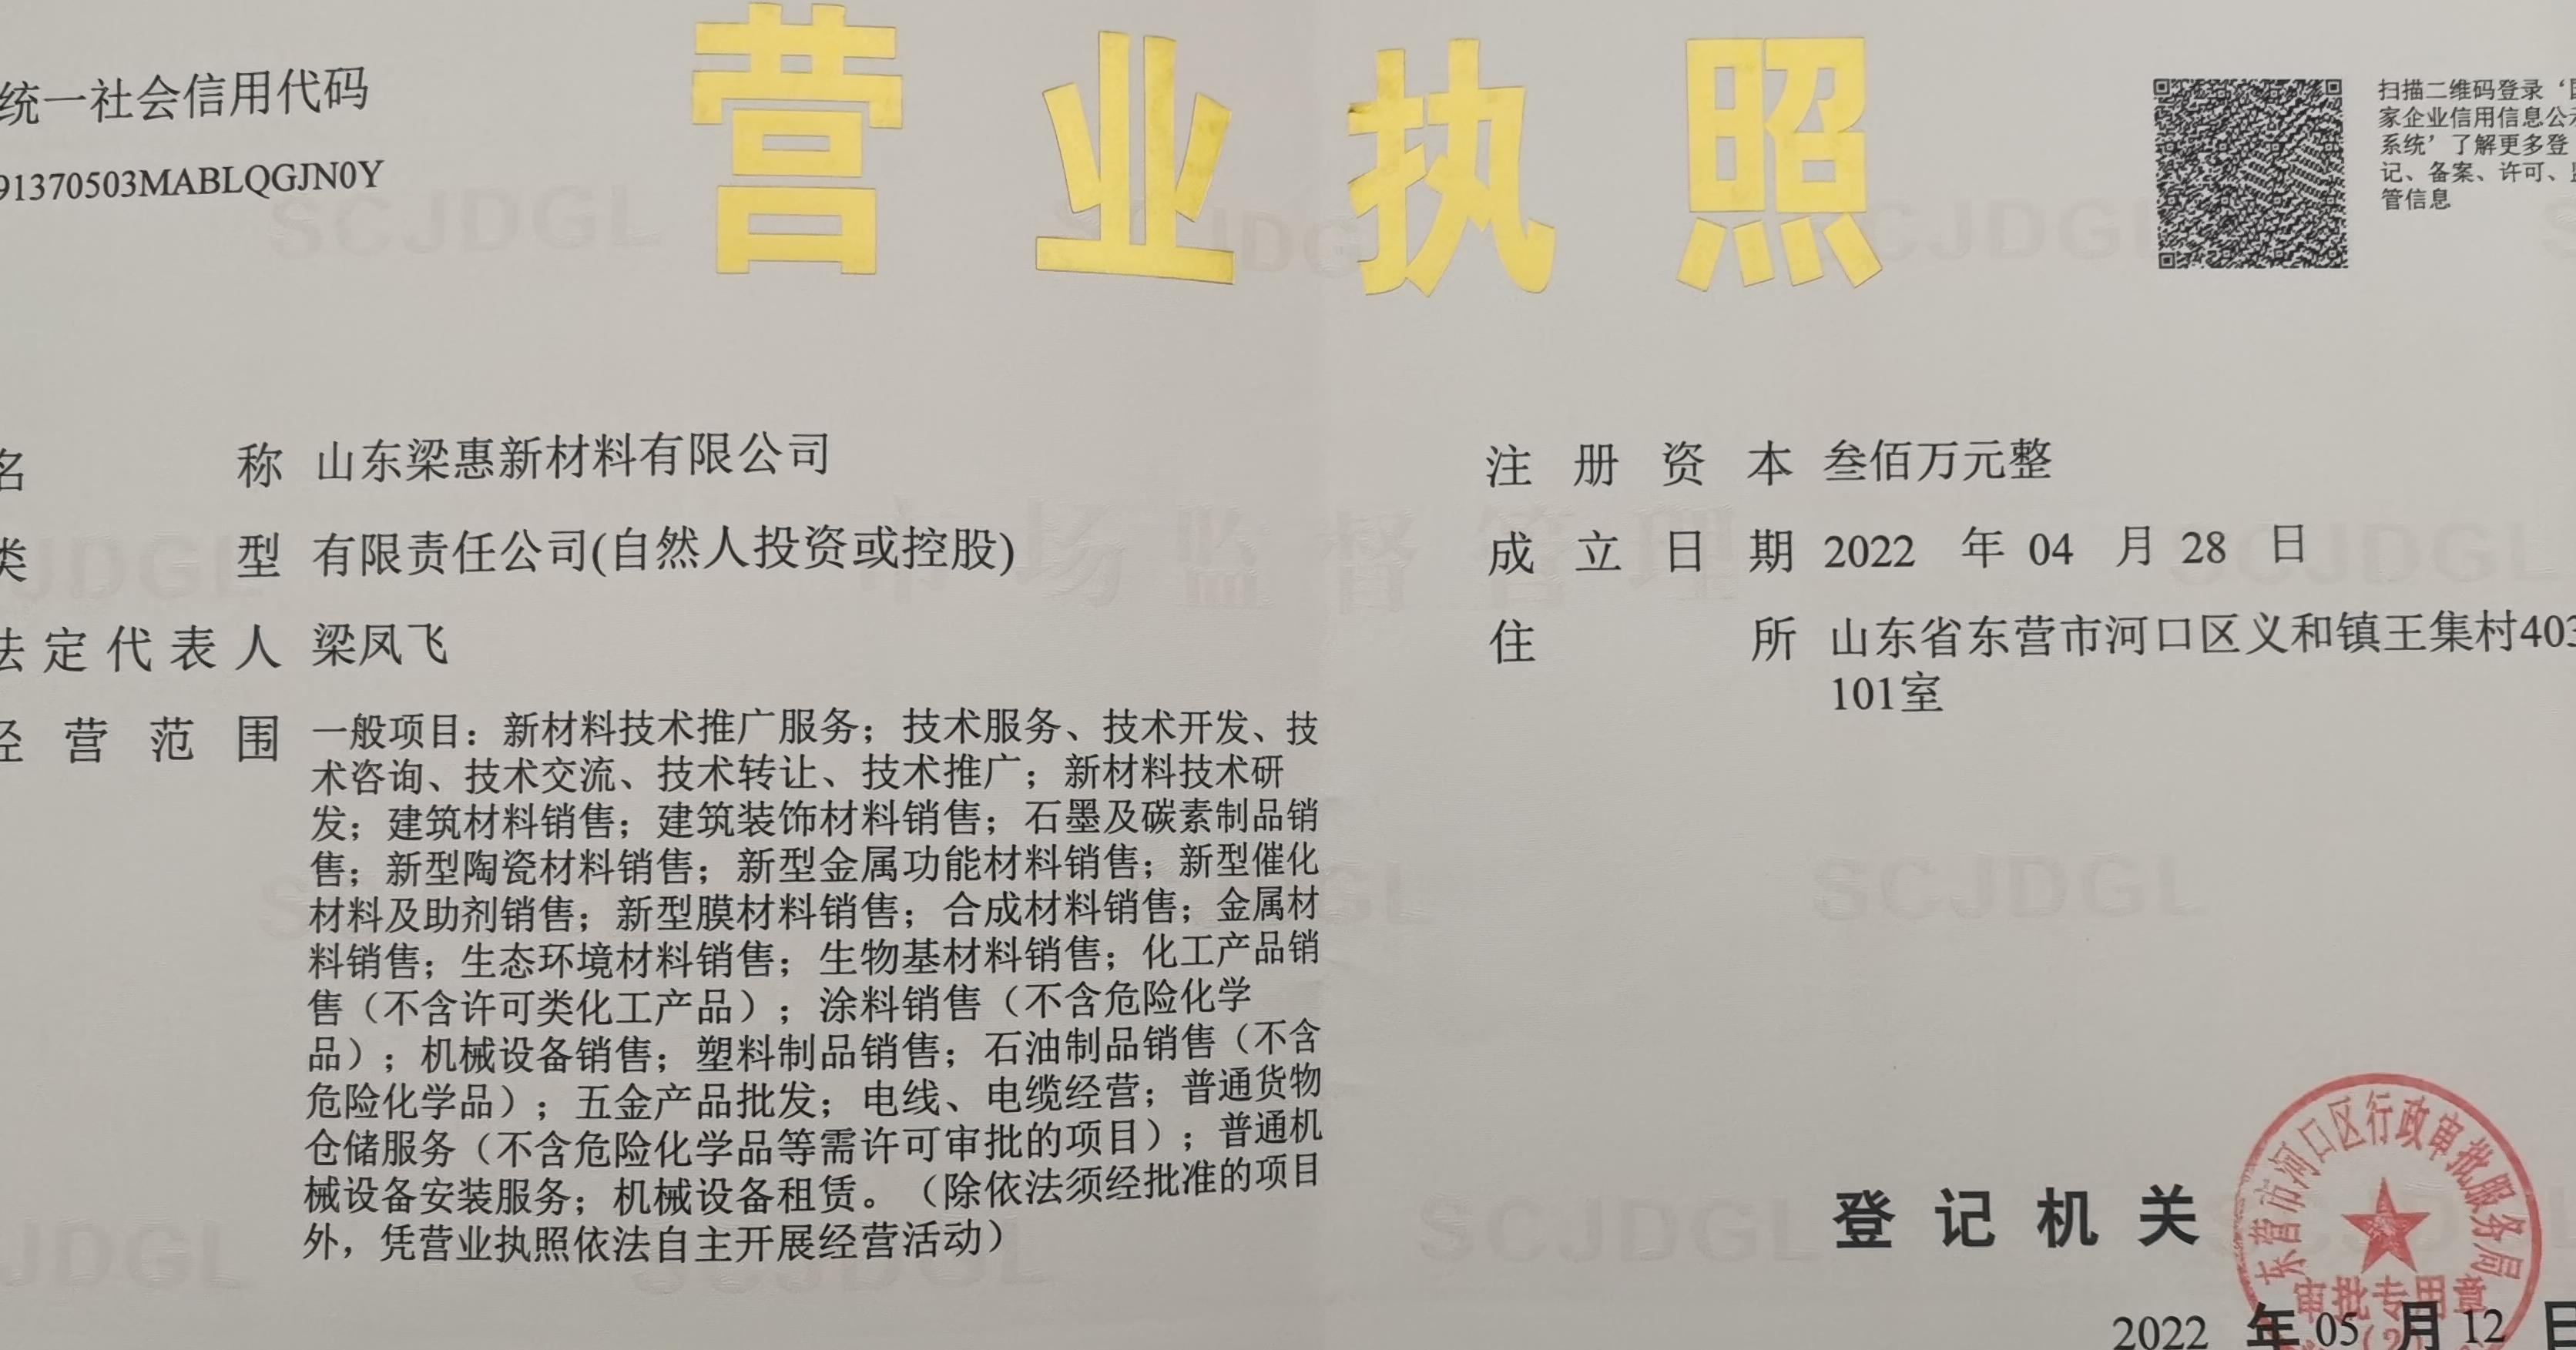 营业执照
统一社会信用代码
91370503MABLQGJN0Y
扫描二维码登录‘国
家企业信用信息公示
系统’了解更多登
记、备案、许可、监
管信息
名称 山东梁惠新材料有限公司
类型 有限责任公司(自然人投资或控股)
法定代表人 梁凤飞
经营范围 一般项目：新材料技术推广服务；技术服务、技术开发、技
术咨询、技术交流、技术转让、技术推广；新材料技术研
发；建筑材料销售；建筑装饰材料销售；石墨及碳素制品销
售；新型陶瓷材料销售；新型金属功能材料销售；新型催化
材料及助剂销售；新型膜材料销售；合成材料销售；金属材
料销售；生态环境材料销售；生物基材料销售；化工产品销
售（不含许可类化工产品）；涂料销售（不含危险化学
品）；机械设备销售；塑料制品销售；石油制品销售（不含
危险化学品）；五金产品批发；电线、电缆经营；普通货物
仓储服务（不含危险化学品等需许可审批的项目）；普通机
械设备安装服务；机械设备租赁。（除依法须经批准的项目
外，凭营业执照依法自主开展经营活动）
注册资本 叁佰万元整
成立日期 2022 年 04 月 28 日
住所 山东省东营市河口区义和镇王集村403
101室
登记机关
东营市河口区行政审批服务局
审批专用章
2022 年 05 月 12 日
市场监督管理
SCJDGL